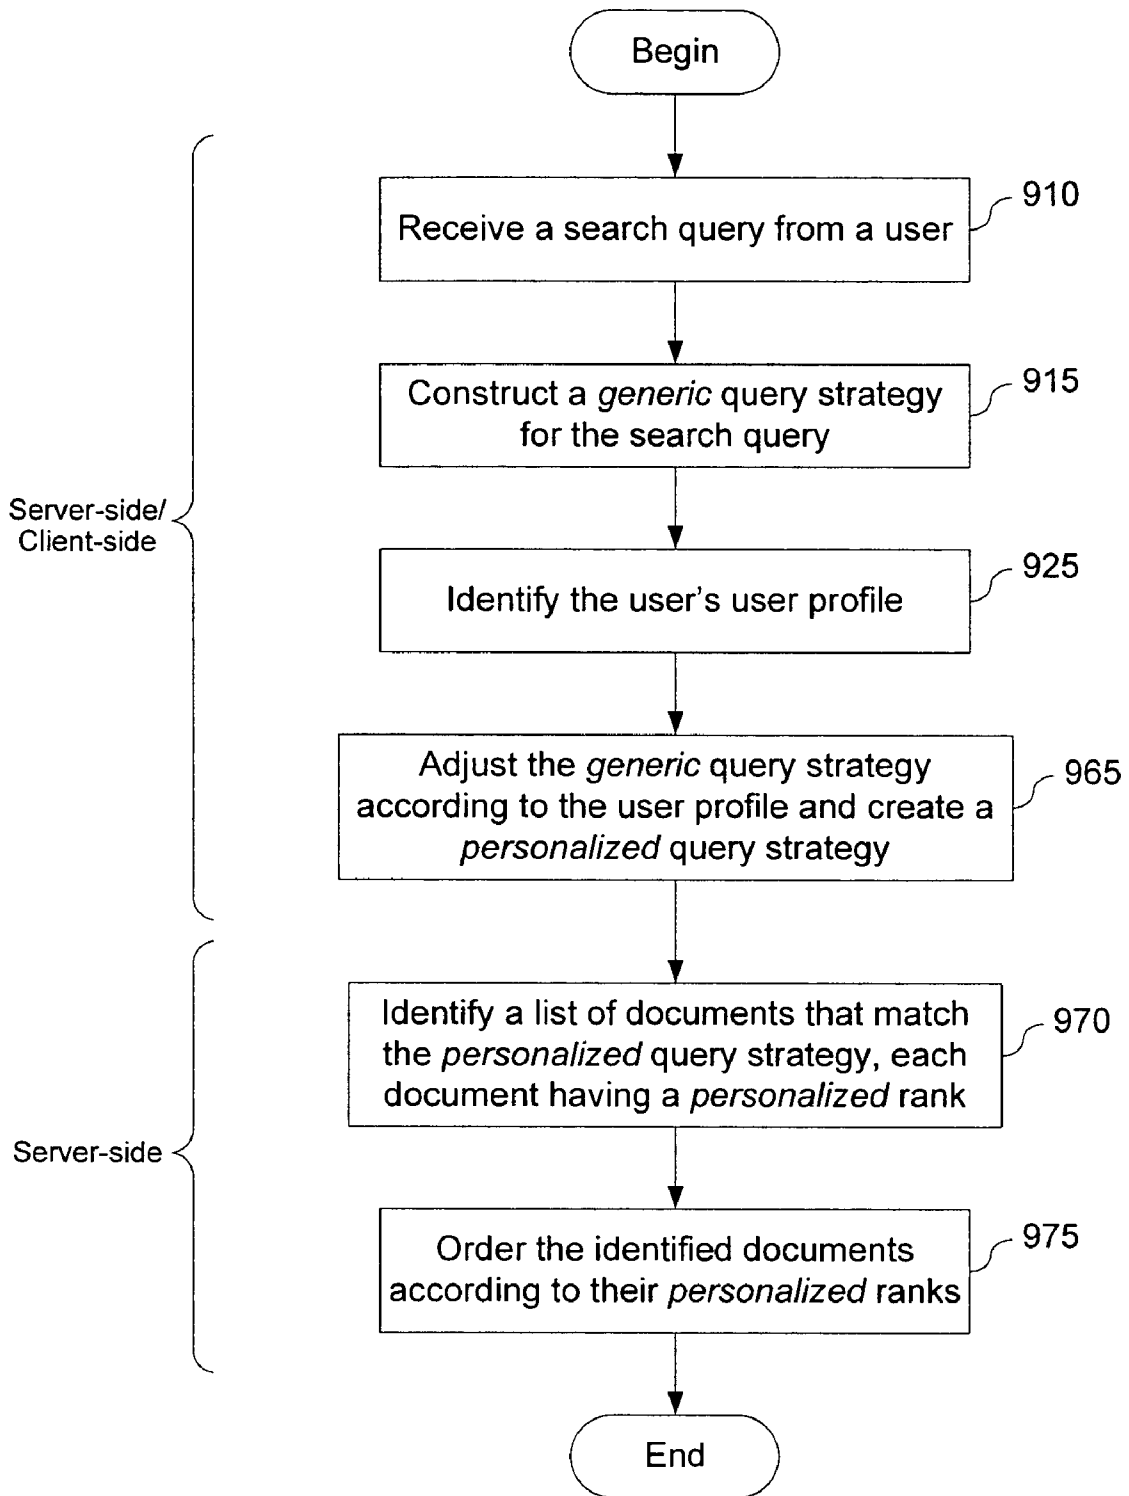 Begin
910
Receive a search query from a user
915
Construct a generic query strategy
for the search query
Server-side/
Client-side
925
Identify the user's user profile
965
Adjust the generic query strategy
according to the user profile and create a
personalized query strategy
970
Identify a list of documents that match
the personalized query strategy, each
document having a personalized rank
Server-side
975
Order the identified documents
according to their personalized ranks
End